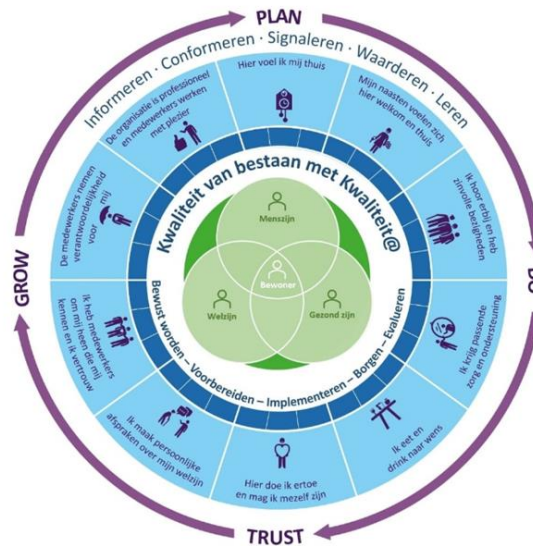 PLAN
Informeren · Conformeren · Signaleren · Waarderen · Leren
Hier voel ik mij thuis
Mijn naasten voelen zich
hier welkom en thuis
Ik hoor erbij en heb
zinvolle bezigheden
DO
Ik krijg passende
zorg en ondersteuning
Ik eet en
drink naar wens
Hier doe ik ertoe
en mag ik mezelf zijn
Ik maak persoonlijke
afspraken over mijn welzijn
Ik heb medewerkers
om mij heen die mij
kennen en ik vertrouw
De medewerkers nemen
verantwoordelijkheid
voor mij
De organisatie is professioneel
en medewerkers werken
met plezier
GROW
TRUST
Kwaliteit van bestaan met Kwaliteit@
Menszijn
Bewoner
Welzijn
Gezond zijn
Bewust worden – Voorbereiden – Implementeren – Borgen – Evalueren